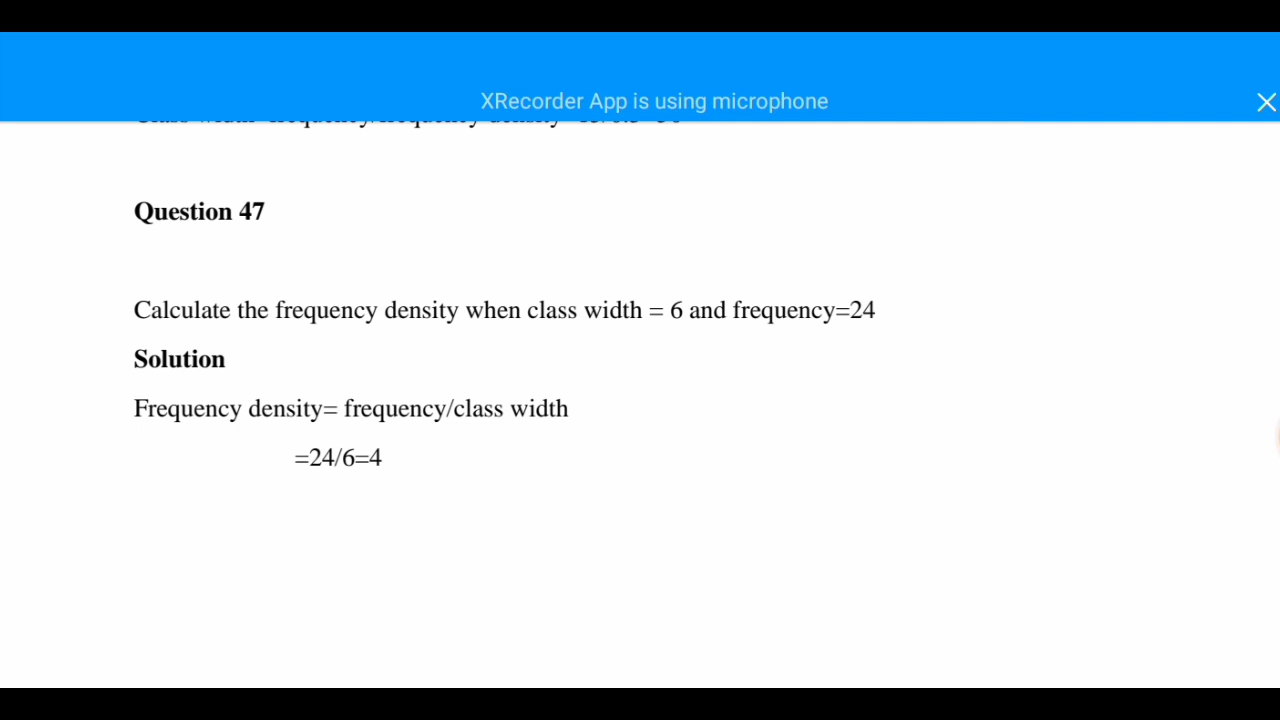 XRecorder App is using microphone
Question 47
Calculate the frequency density when class width = 6 and frequency=24
Solution
Frequency density= frequency/class width
=24/6=4